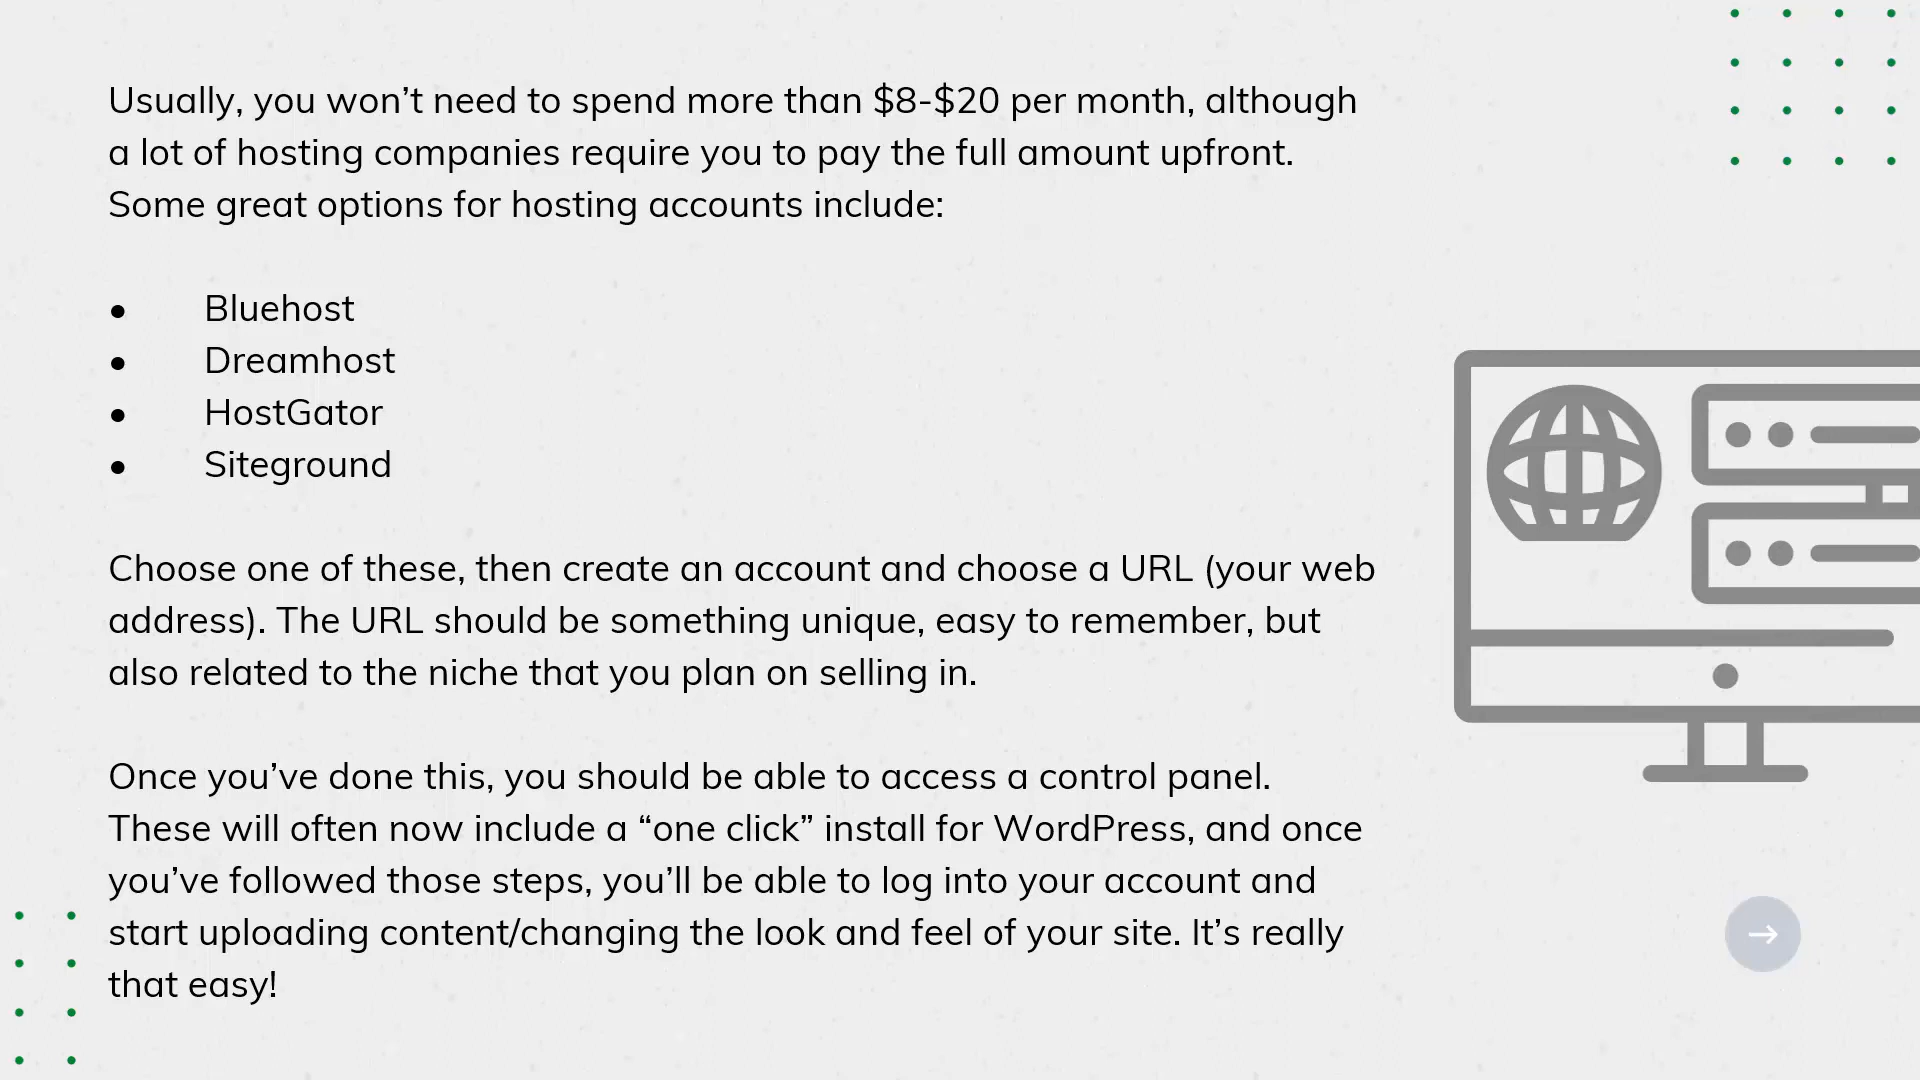 Usually, you won’t need to spend more than $8-$20 per month, although
a lot of hosting companies require you to pay the full amount upfront.
Some great options for hosting accounts include:
• Bluehost
• Dreamhost
• HostGator
• Siteground
Choose one of these, then create an account and choose a URL (your web
address). The URL should be something unique, easy to remember, but
also related to the niche that you plan on selling in.
Once you’ve done this, you should be able to access a control panel.
These will often now include a “one click” install for WordPress, and once
you’ve followed those steps, you’ll be able to log into your account and
start uploading content/changing the look and feel of your site. It’s really
that easy!